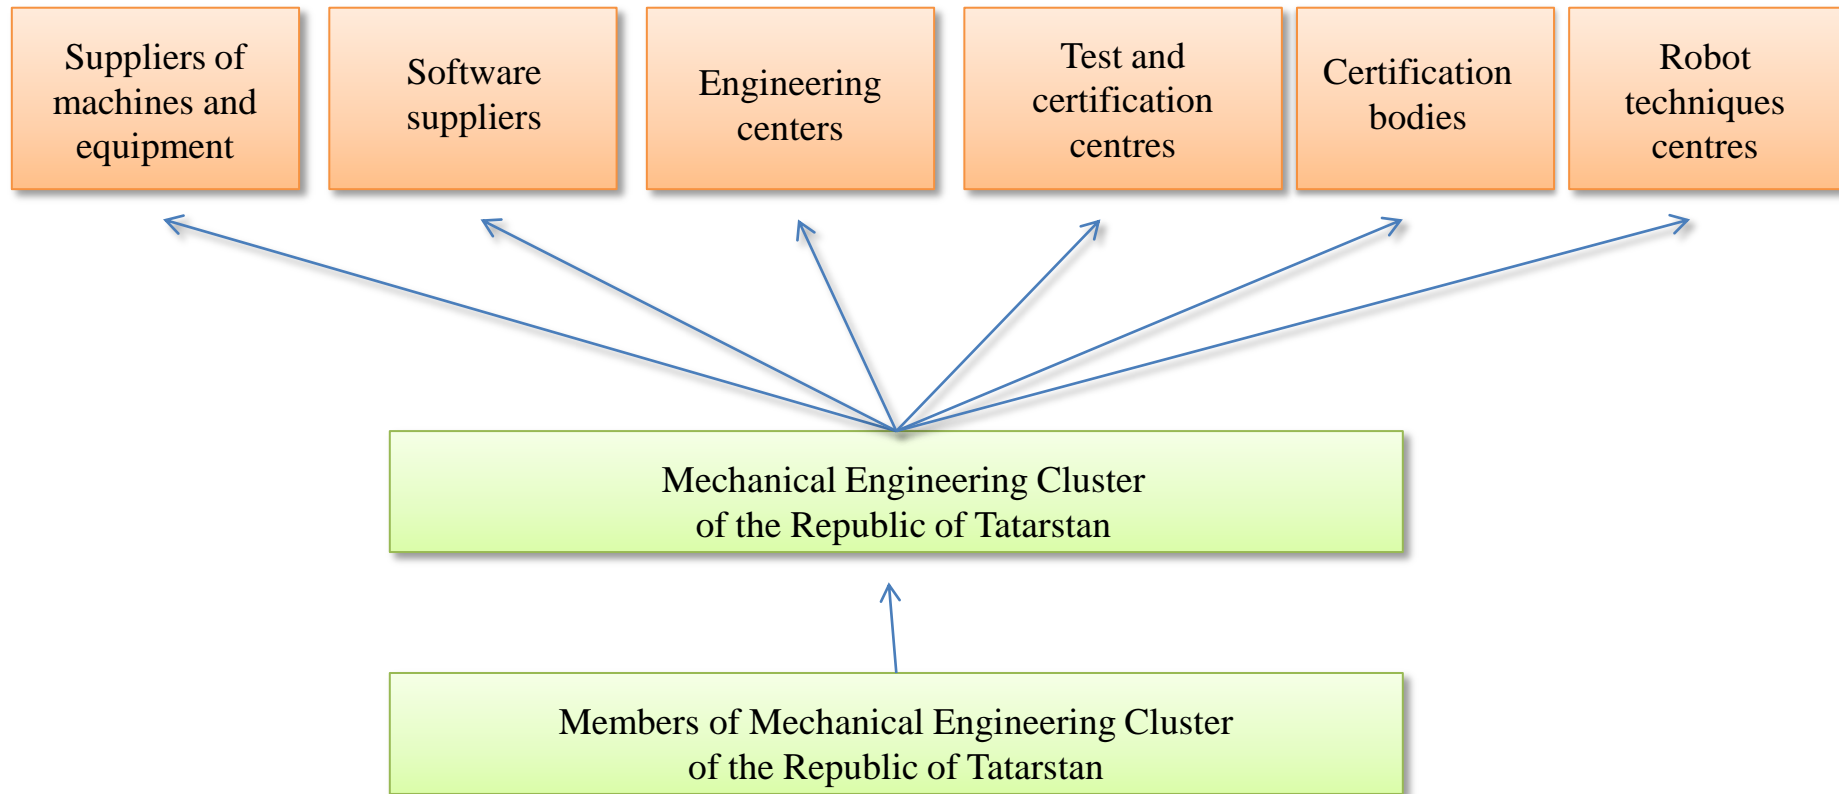 Suppliers of
machines and
equipment
Software
suppliers
Engineering
centers
Test and
certification
centres
Certification
bodies
Robot
techniques
centres
Mechanical Engineering Cluster
of the Republic of Tatarstan
Members of Mechanical Engineering Cluster
of the Republic of Tatarstan